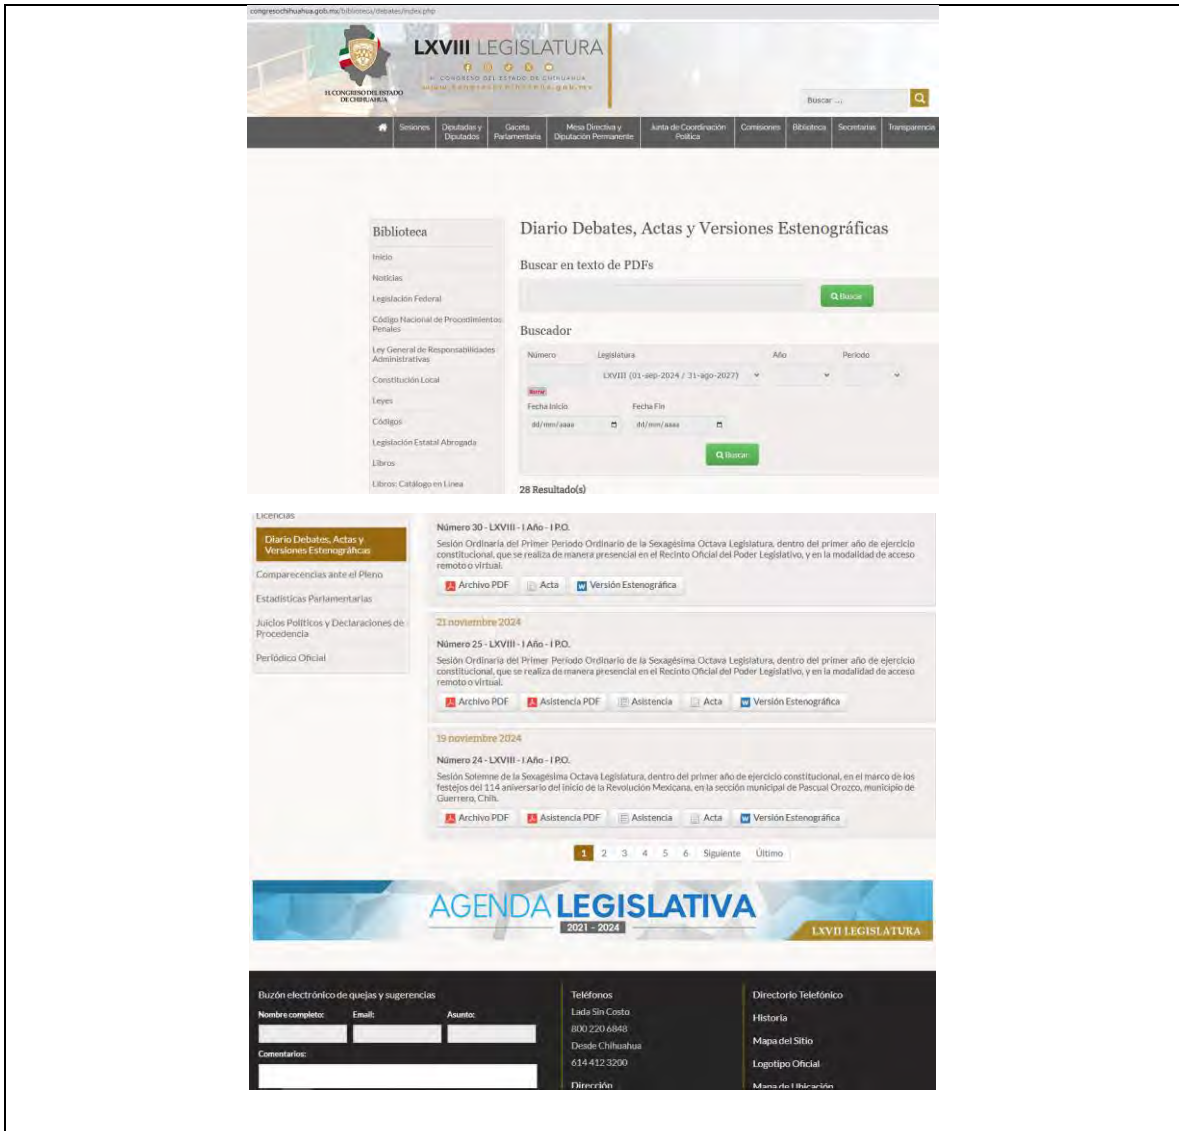 congresochihuahua.gob.mx/biblioteca/debates/index.php
LXVIII LEGISLATURA
H. CONGRESO DEL ESTADO DE CHIHUAHUA
www.congresochihuahua.gob.mx
H. CONGRESO DEL ESTADO
DE CHIHUAHUA
Buscar ...
Sesiones
Diputadas y
Diputados
Gaceta
Parlamentaria
Mesa Directiva y
Diputación Permanente
Junta de Coordinación
Política
Comisiones
Biblioteca
Secretarías
Transparencia
Biblioteca
Inicio
Noticias
Legislación Federal
Código Nacional de Procedimientos
Penales
Ley General de Responsabilidades
Administrativas
Constitución Local
Leyes
Códigos
Legislación Estatal Abrogada
Libros
Libros: Catálogo en Línea
Diario Debates, Actas y Versiones Estenográficas
Buscar en texto de PDFs
Buscar
Buscador
Número Legislatura Año Periodo
LXVIII (01-sep-2024 / 31-ago-2027)
Borrar
Fecha Inicio Fecha Fin
dd/mm/aaaa dd/mm/aaaa
Buscar
28 Resultado(s)
Licencias
Diario Debates, Actas y
Versiones Estenográficas
Comparecencias ante el Pleno
Estadísticas Parlamentarias
Juicios Políticos y Declaraciones de
Procedencia
Periódico Oficial
Número 30 - LXVIII - I Año - I P.O.
Sesión Ordinaria del Primer Periodo Ordinario de la Sexagésima Octava Legislatura, dentro del primer año de ejercicio
constitucional, que se realiza de manera presencial en el Recinto Oficial del Poder Legislativo, y en la modalidad de acceso
remoto o virtual.
Archivo PDF Acta Versión Estenográfica
21 noviembre 2024
Número 25 - LXVIII - I Año - I P.O.
Sesión Ordinaria del Primer Periodo Ordinario de la Sexagésima Octava Legislatura, dentro del primer año de ejercicio
constitucional, que se realiza de manera presencial en el Recinto Oficial del Poder Legislativo, y en la modalidad de acceso
remoto o virtual.
Archivo PDF Asistencia PDF Asistencia Acta Versión Estenográfica
19 noviembre 2024
Número 24 - LXVIII - I Año - I P.O.
Sesión Solemne de la Sexagésima Octava Legislatura, dentro del primer año de ejercicio constitucional, en el marco de los
festejos del 114 aniversario del inicio de la Revolución Mexicana, en la sección municipal de Pascual Orozco, municipio de
Guerrero, Chih.
Archivo PDF Asistencia PDF Asistencia Acta Versión Estenográfica
1 2 3 4 5 6 Siguiente Último
AGENDA LEGISLATIVA
2021 - 2024
LXVII LEGISLATURA
Buzón electrónico de quejas y sugerencias
Nombre completo: Email: Asunto:
Comentarios:
Teléfonos
Lada Sin Costo
800 220 6848
Desde Chihuahua
614 412 3200
Dirección
Directorio Telefónico
Historia
Mapa del Sitio
Logotipo Oficial
Mapa de Ubicación